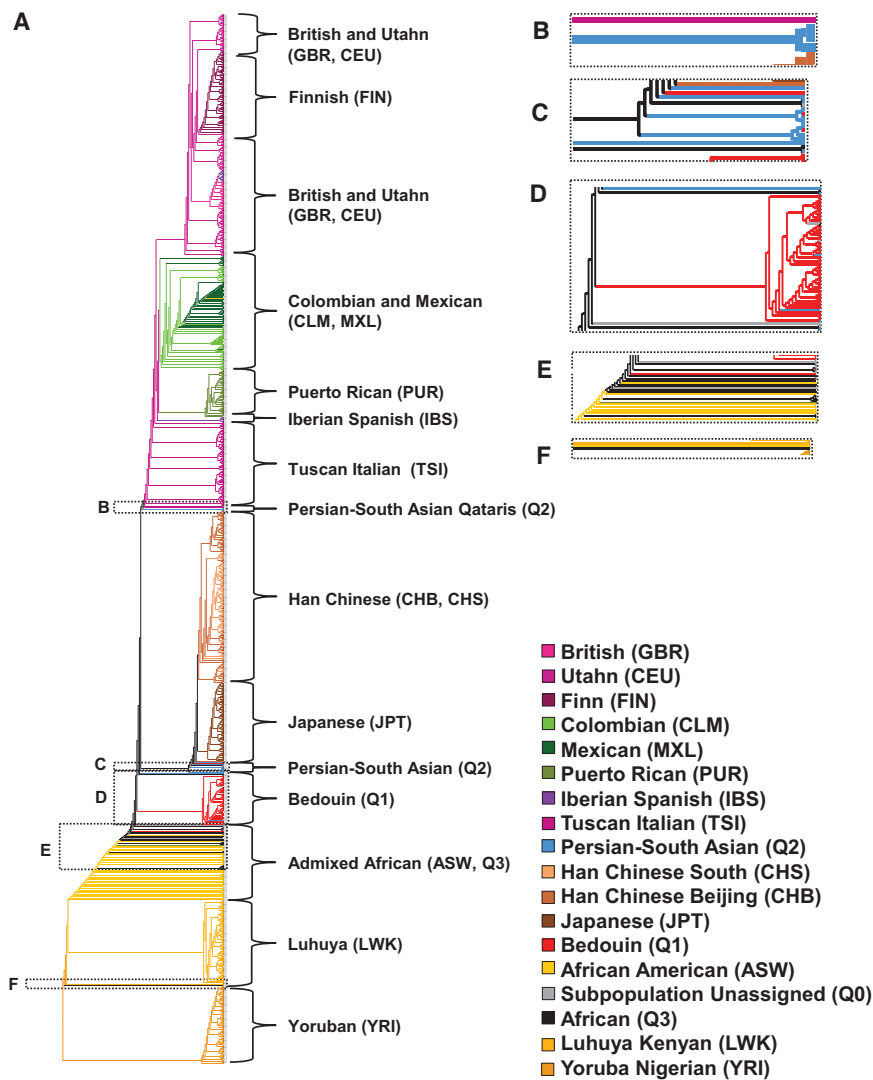 A
British and Utahn
(GBR, CEU)
Finnish (FIN)
British and Utahn
(GBR, CEU)
Colombian and Mexican
(CLM, MXL)
Puerto Rican (PUR)
Iberian Spanish (IBS)
Tuscan Italian (TSI)
B
Persian-South Asian Qataris (Q2)
Han Chinese (CHB, CHS)
Japanese (JPT)
C
Persian-South Asian (Q2)
D
Bedouin (Q1)
E
Admixed African (ASW, Q3)
Luhuya (LWK)
F
Yoruban (YRI)
B
C
D
E
F
British (GBR)
Utahn (CEU)
Finn (FIN)
Colombian (CLM)
Mexican (MXL)
Puerto Rican (PUR)
Iberian Spanish (IBS)
Tuscan Italian (TSI)
Persian-South Asian (Q2)
Han Chinese South (CHS)
Han Chinese Beijing (CHB)
Japanese (JPT)
Bedouin (Q1)
African American (ASW)
Subpopulation Unassigned (Q0)
African (Q3)
Luhuya Kenyan (LWK)
Yoruba Nigerian (YRI)